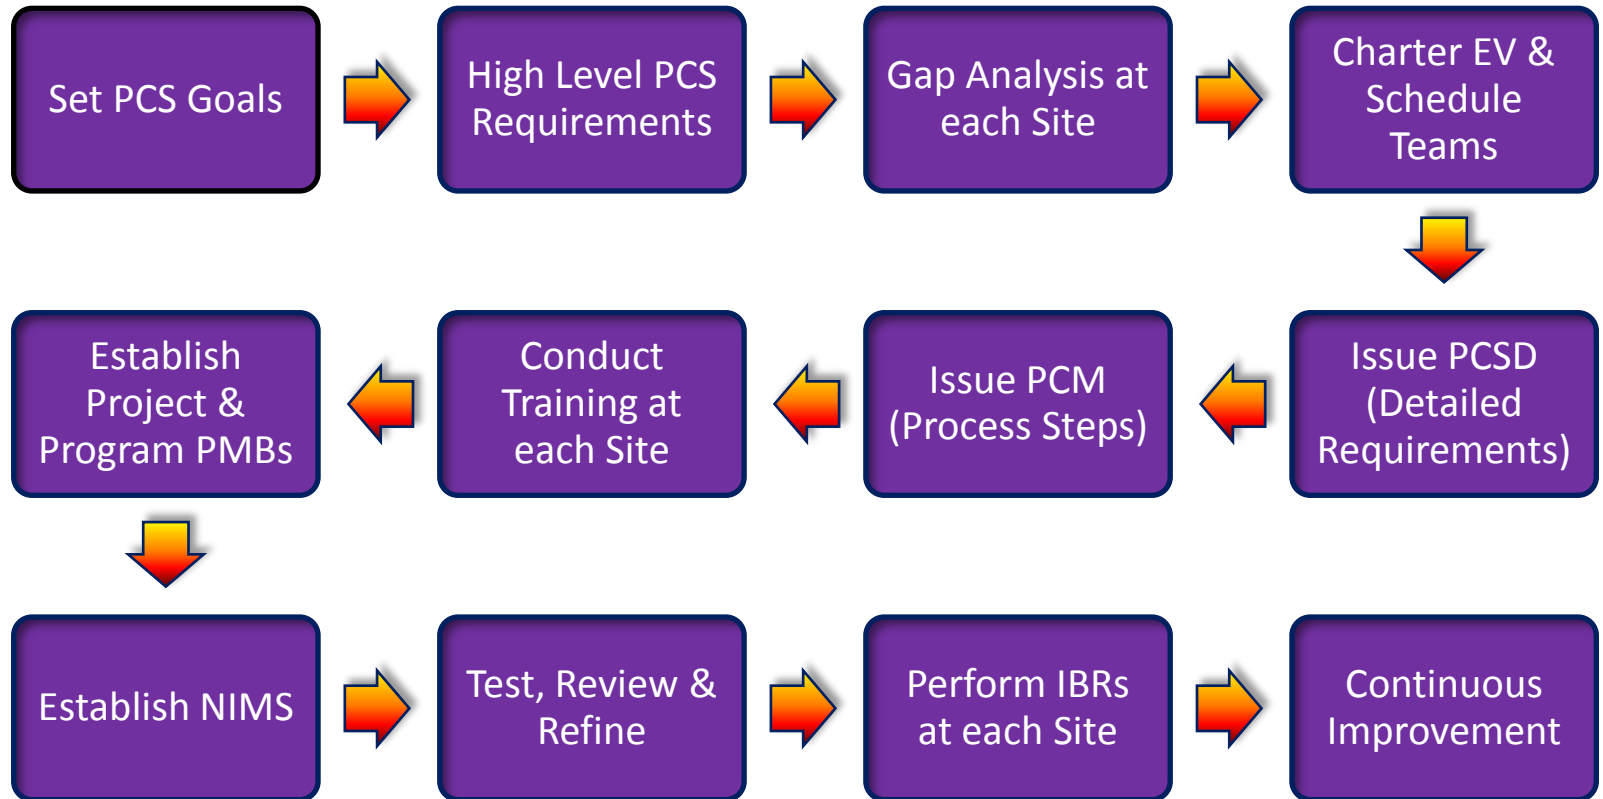 Set PCS Goals
High Level PCS
Requirements
Gap Analysis at
each Site
Charter EV &
Schedule
Teams
Issue PCSD
(Detailed
Requirements)
Issue PCM
(Process Steps)
Conduct
Training at
each Site
Establish
Project &
Program PMBs
Establish NIMS
Test, Review &
Refine
Perform IBRs
at each Site
Continuous
Improvement